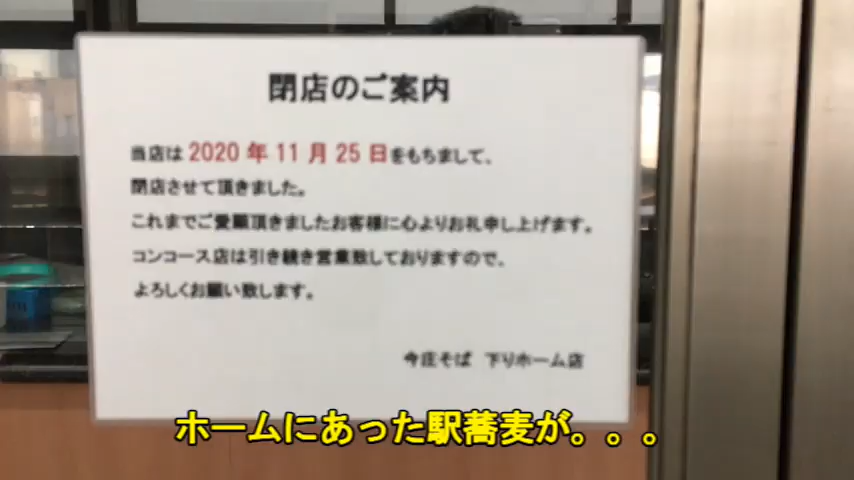 閉店のご案内
当店は 2020 年 11 月 25 日をもちまして、
閉店させて頂きました。
これまでご愛顧頂きましたお客様に心よりお礼申し上げます。
コンコース店は引き続き営業致しておりますので、
よろしくお願い致します。
今庄そば 下りホーム店
ホームにあった駅蕎麦が。。。